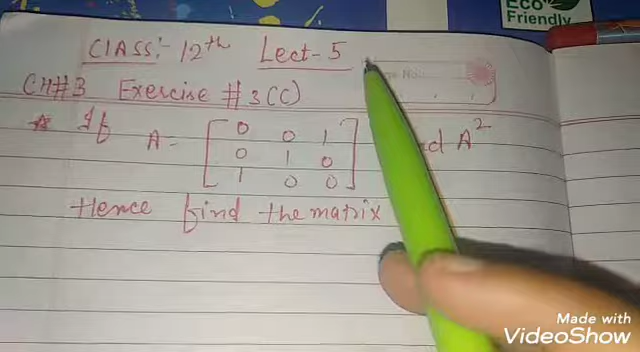 Eco
Friendly
CLASS:- 12th Lect-5
CH#3 Exercise #3(C)
If A= [0 0 1
0 1 0
1 0 0] A²
Hence find the matrix
Made with
VideoShow